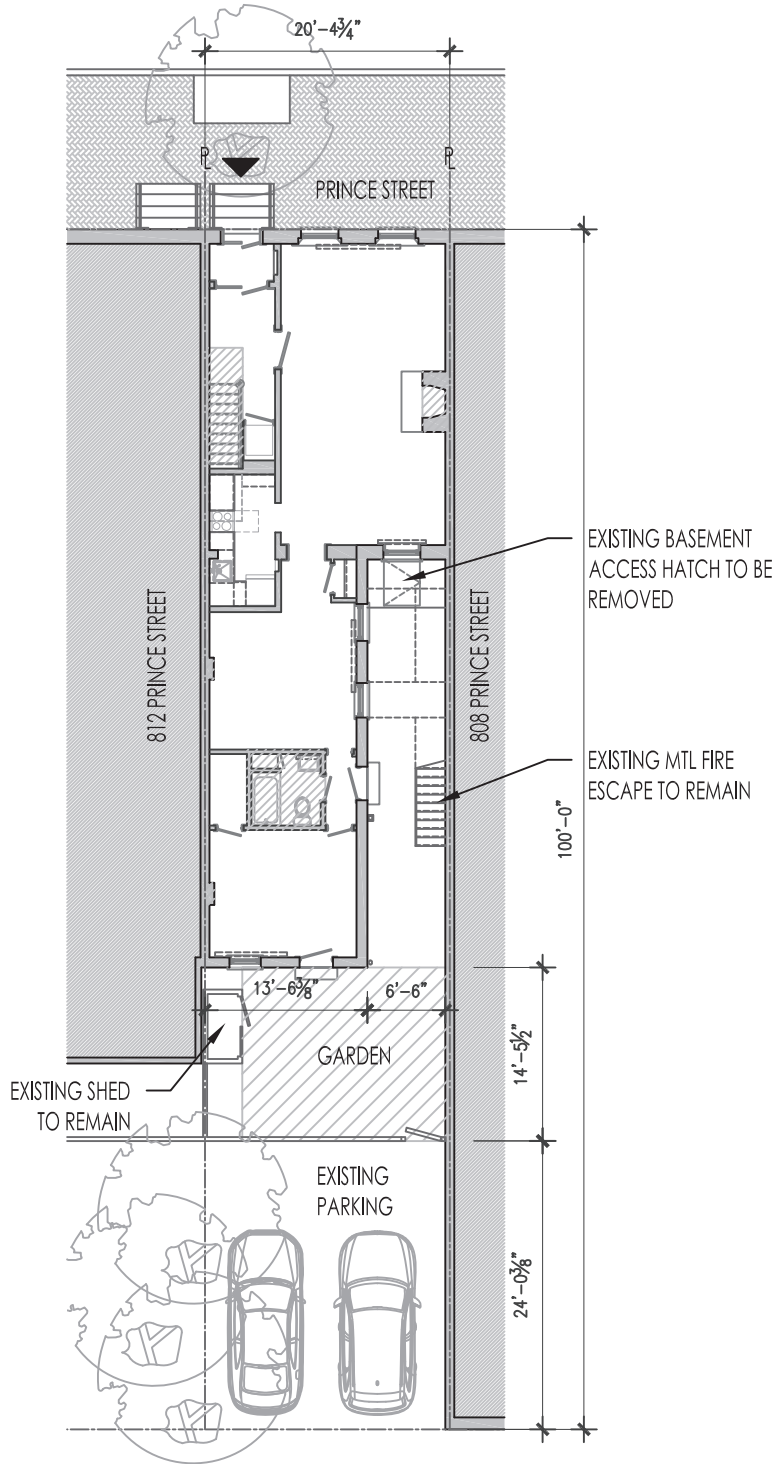 20'-4¾"
PL
PL
PRINCE STREET
EXISTING BASEMENT
ACCESS HATCH TO BE
REMOVED
812 PRINCE STREET
808 PRINCE STREET
EXISTING MTL FIRE
ESCAPE TO REMAIN
100'-0"
13'-6⅜"
6'-6"
GARDEN
14'-5½"
EXISTING SHED
TO REMAIN
EXISTING
PARKING
24'-0⅜"